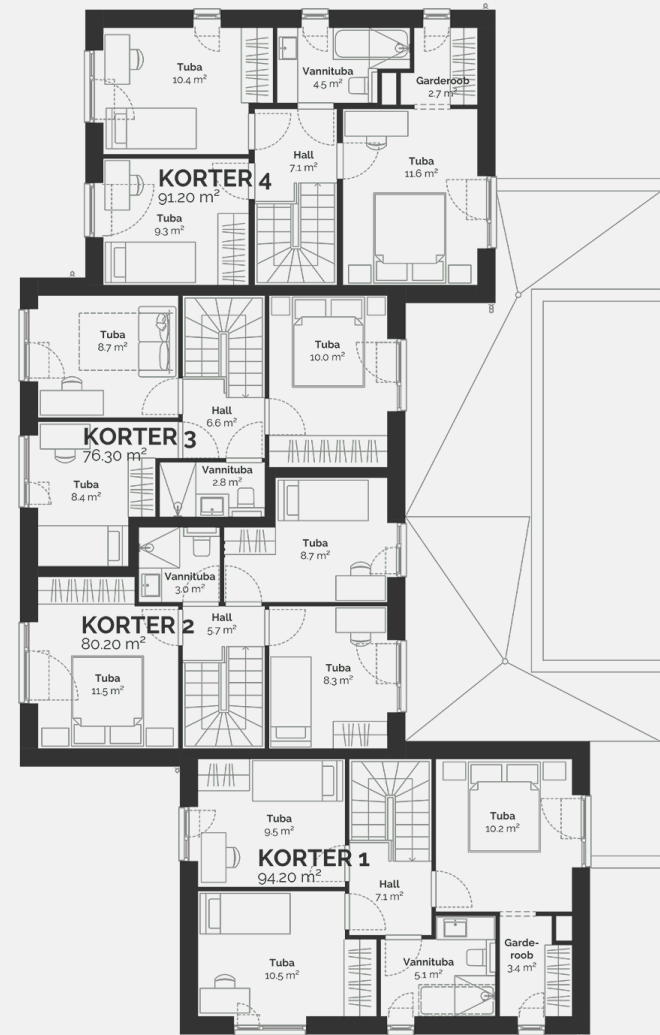 Tuba
10.4 m²
Vannituba
4.5 m²
Garderoob
2.7 m²
Hall
7.1 m²
Tuba
11.6 m²
KORTER 4
91.20 m²
Tuba
9.3 m²
Tuba
8.7 m²
Tuba
10.0 m²
Hall
6.6 m²
KORTER 3
76.30 m²
Tuba
8.4 m²
Vannituba
2.8 m²
Tuba
8.7 m²
Vannituba
3.0 m²
Hall
5.7 m²
KORTER 2
80.20 m²
Tuba
11.5 m²
Tuba
8.3 m²
Tuba
9.5 m²
Tuba
10.2 m²
KORTER 1
94.20 m²
Hall
7.1 m²
Tuba
10.5 m²
Vannituba
5.1 m²
Garde-
roob
3.4 m²